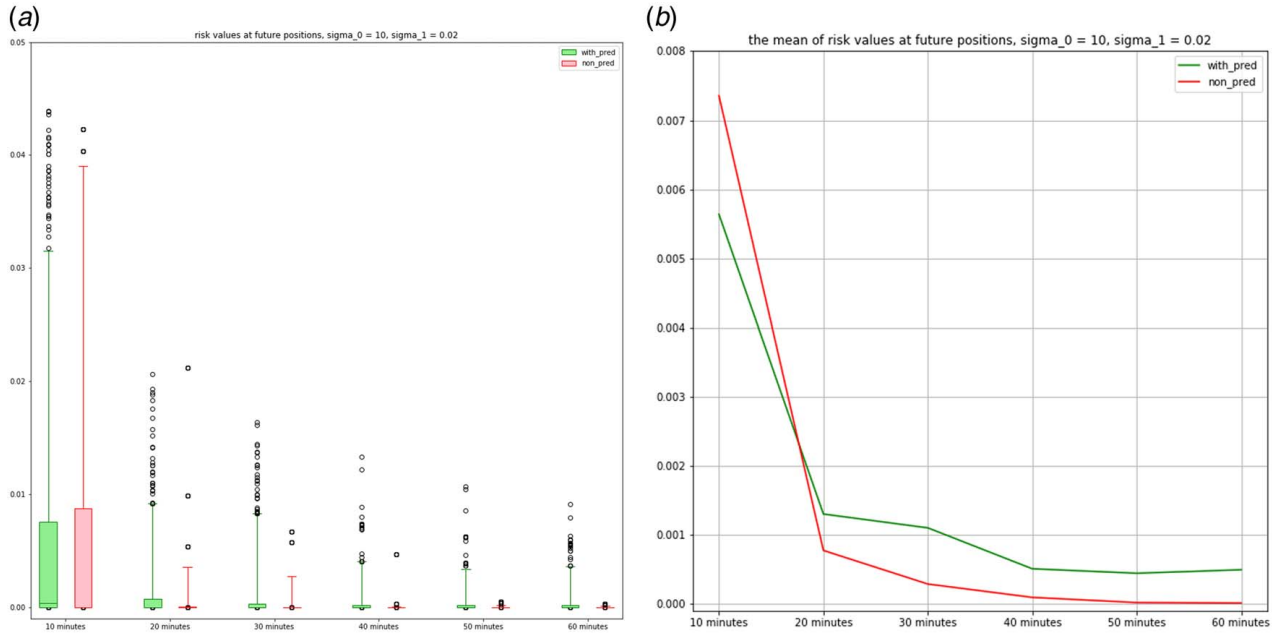 (a)
risk values at future positions, sigma_0 = 10, sigma_1 = 0.02
with_pred
non_pred
0.05
0.04
0.03
0.02
0.01
0.00
10 minutes 20 minutes 30 minutes 40 minutes 50 minutes 60 minutes
(b)
the mean of risk values at future positions, sigma_0 = 10, sigma_1 = 0.02
with_pred
non_pred
0.008
0.007
0.006
0.005
0.004
0.003
0.002
0.001
0.000
10 minutes 20 minutes 30 minutes 40 minutes 50 minutes 60 minutes